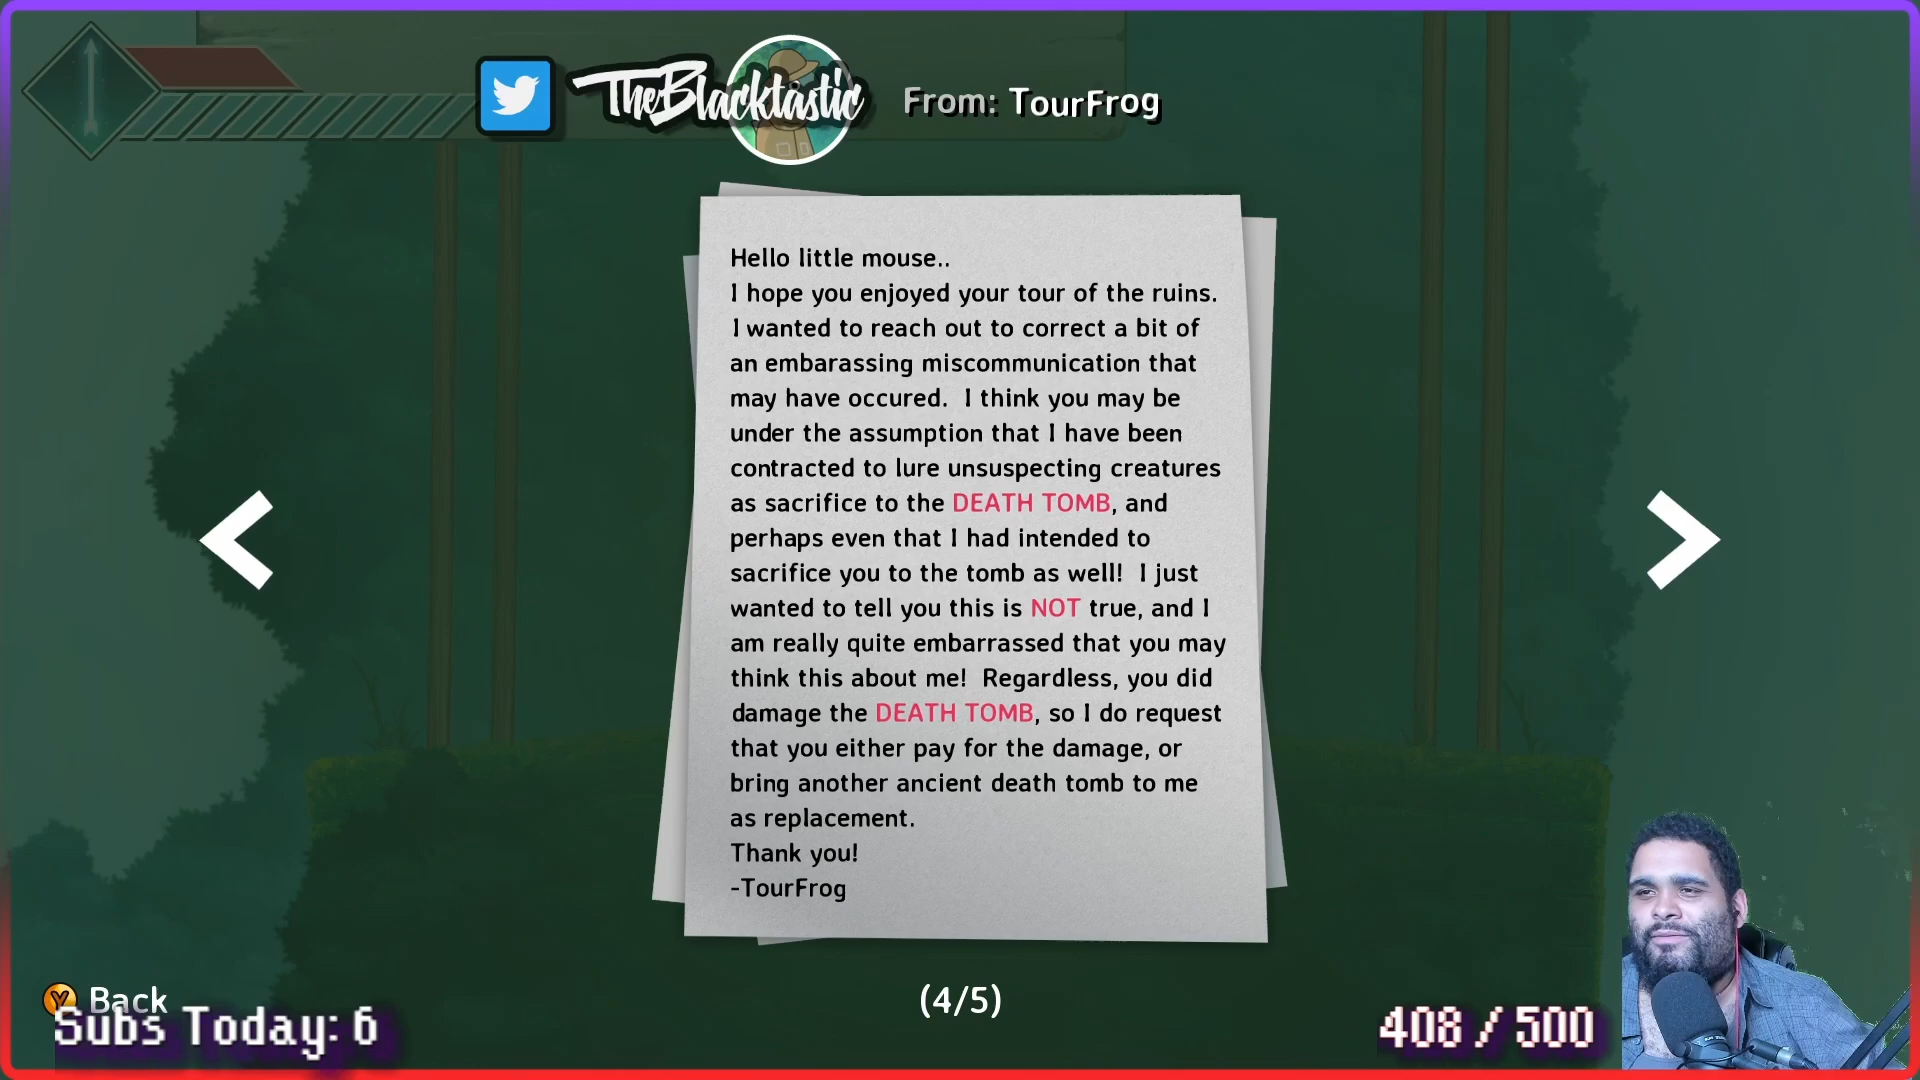 TheBlacktastic
From: TourFrog
Hello little mouse..
I hope you enjoyed your tour of the ruins.
I wanted to reach out to correct a bit of
an embarassing miscommunication that
may have occured.  I think you may be
under the assumption that I have been
contracted to lure unsuspecting creatures
as sacrifice to the DEATH TOMB, and
perhaps even that I had intended to
sacrifice you to the tomb as well!  I just
wanted to tell you this is NOT true, and I
am really quite embarrassed that you may
think this about me!  Regardless, you did
damage the DEATH TOMB, so I do request
that you either pay for the damage, or
bring another ancient death tomb to me
as replacement.
Thank you!
-TourFrog
Y Back
(4/5)
Subs Today: 6
408 / 500